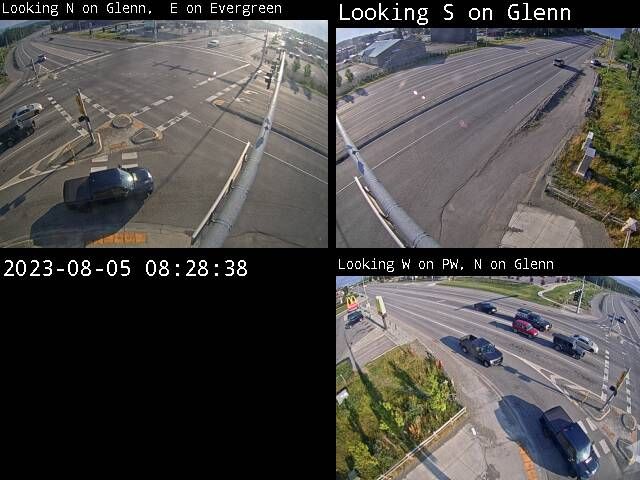 Looking N on Glenn,  E on Evergreen
Looking S on Glenn
2023-08-05 08:28:38
Looking W on PW, N on Glenn